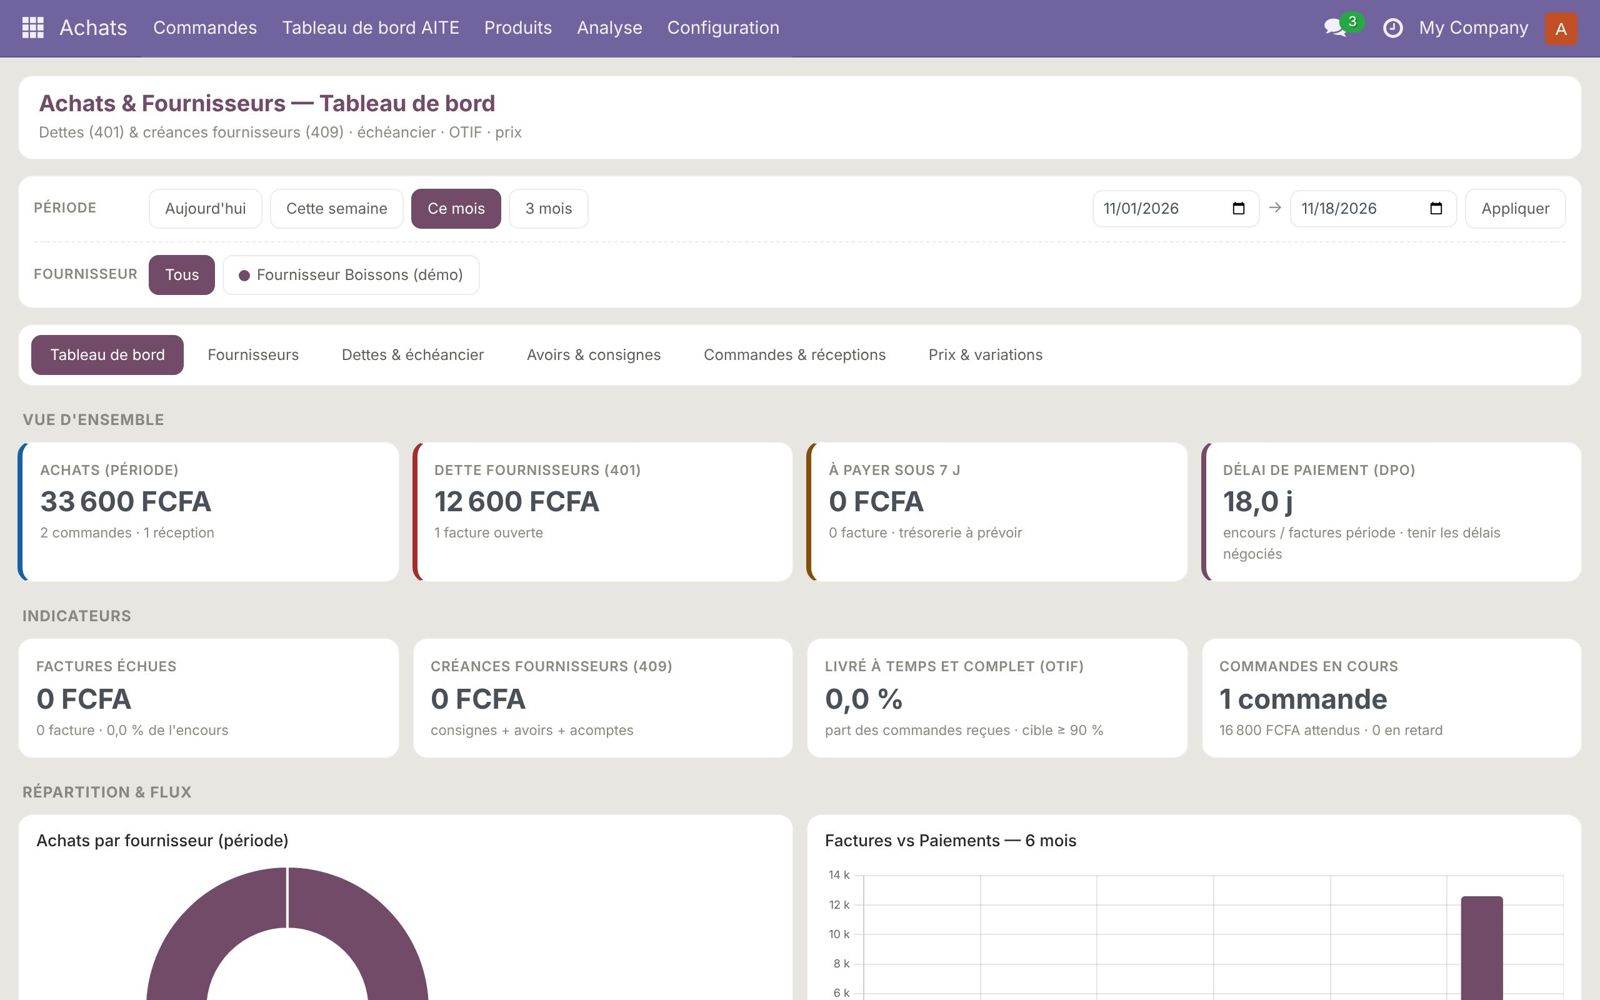 Achats Commandes Tableau de bord AITE Produits Analyse Configuration 3 My Company A
Achats & Fournisseurs — Tableau de bord
Dettes (401) & créances fournisseurs (409) · échéancier · OTIF · prix
PÉRIODE Aujourd'hui Cette semaine Ce mois 3 mois 11/01/2026 → 11/18/2026 Appliquer
FOURNISSEUR Tous Fournisseur Boissons (démo)
Tableau de bord Fournisseurs Dettes & échéancier Avoirs & consignes Commandes & réceptions Prix & variations
VUE D'ENSEMBLE
ACHATS (PÉRIODE)
33 600 FCFA
2 commandes · 1 réception
DETTE FOURNISSEURS (401)
12 600 FCFA
1 facture ouverte
À PAYER SOUS 7 J
0 FCFA
0 facture · trésorerie à prévoir
DÉLAI DE PAIEMENT (DPO)
18,0 j
encours / factures période · tenir les délais
négociés
INDICATEURS
FACTURES ÉCHUES
0 FCFA
0 facture · 0,0 % de l'encours
CRÉANCES FOURNISSEURS (409)
0 FCFA
consignes + avoirs + acomptes
LIVRÉ À TEMPS ET COMPLET (OTIF)
0,0 %
part des commandes reçues · cible ≥ 90 %
COMMANDES EN COURS
1 commande
16 800 FCFA attendus · 0 en retard
RÉPARTITION & FLUX
Achats par fournisseur (période)
Factures vs Paiements — 6 mois
14 k
12 k
10 k
8 k
6 k